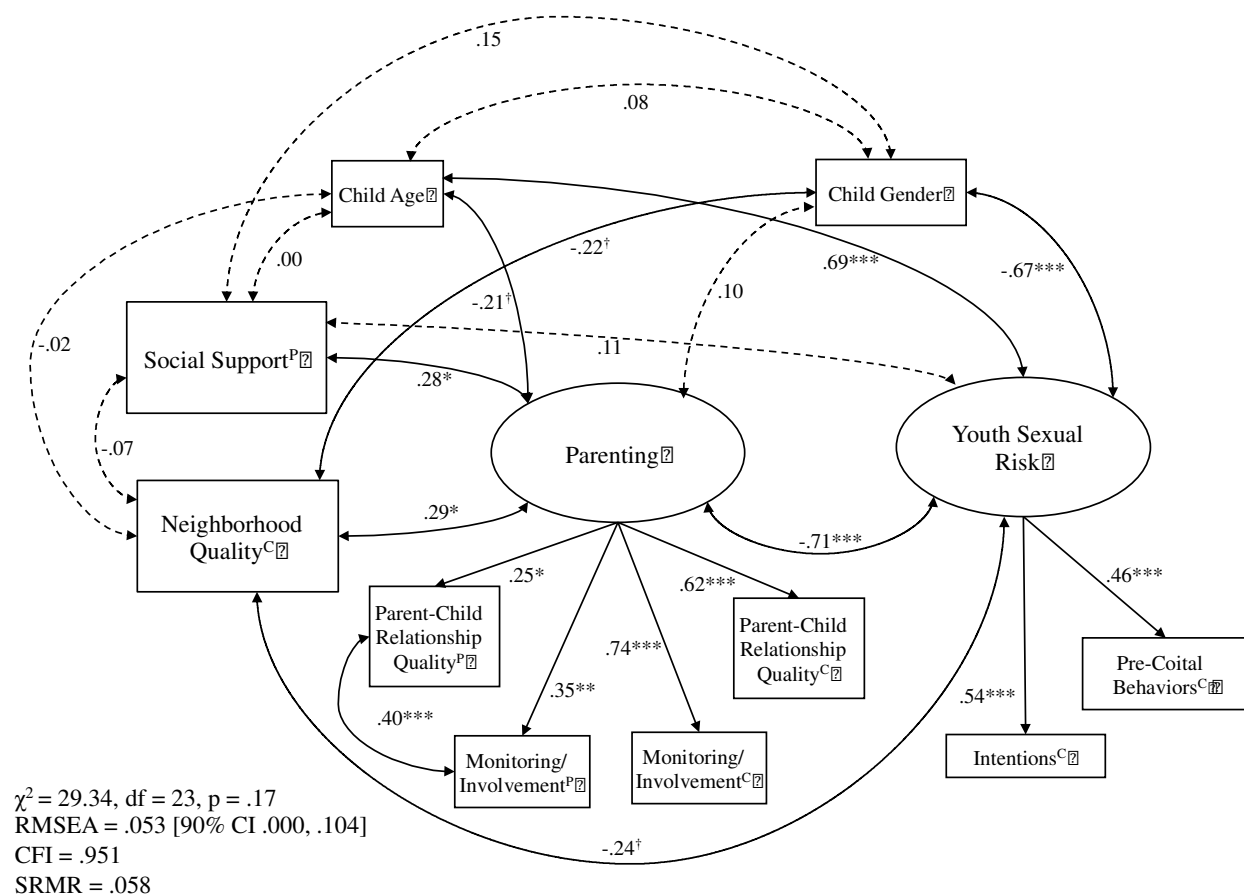 .15
.08
Child Age
Child Gender
-.22†
.69***
-.67***
.00
-.21†
.10
-.02
Social Support^P
.11
.28*
-.07
Parenting
Youth Sexual
Risk
Neighborhood
Quality^C
.29*
-.71***
.25*
.62***
.46***
Parent-Child
Relationship
Quality^P
Parent-Child
Relationship
Quality^C
.74***
.35**
.54***
Pre-Coital
Behaviors^C
.40***
Monitoring/
Involvement^P
Monitoring/
Involvement^C
Intentions^C
-.24†
χ² = 29.34, df = 23, p = .17
RMSEA = .053 [90% CI .000, .104]
CFI = .951
SRMR = .058